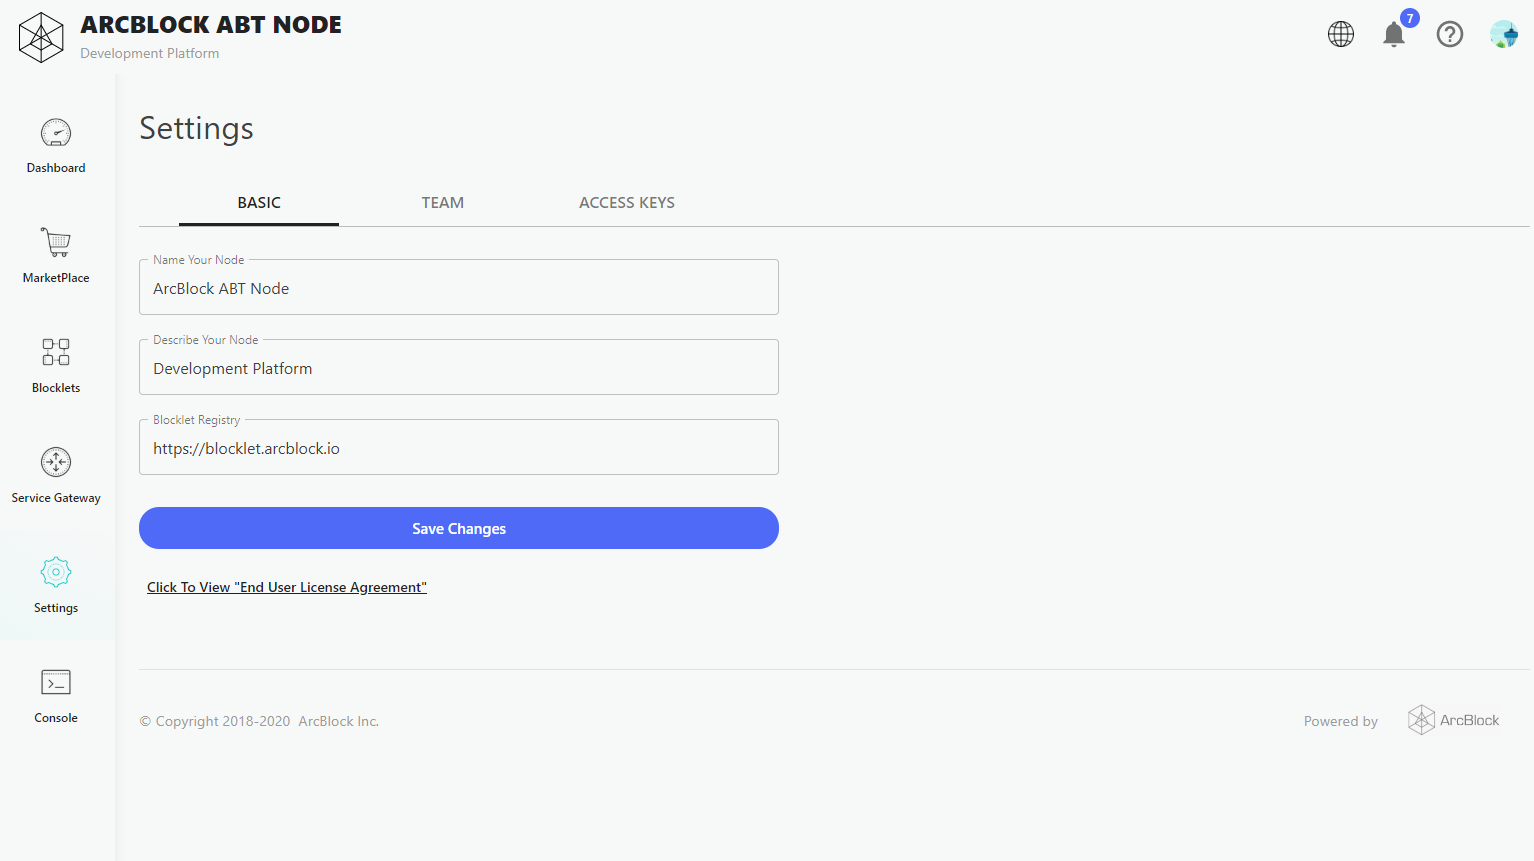 ARCBLOCK ABT NODE
Development Platform
7
Dashboard
MarketPlace
Blocklets
Service Gateway
Settings
Console
Settings
BASIC
TEAM
ACCESS KEYS
Name Your Node
ArcBlock ABT Node
Describe Your Node
Development Platform
Blocklet Registry
https://blocklet.arcblock.io
Save Changes
Click To View "End User License Agreement"
© Copyright 2018-2020 ArcBlock Inc.
Powered by
ArcBlock